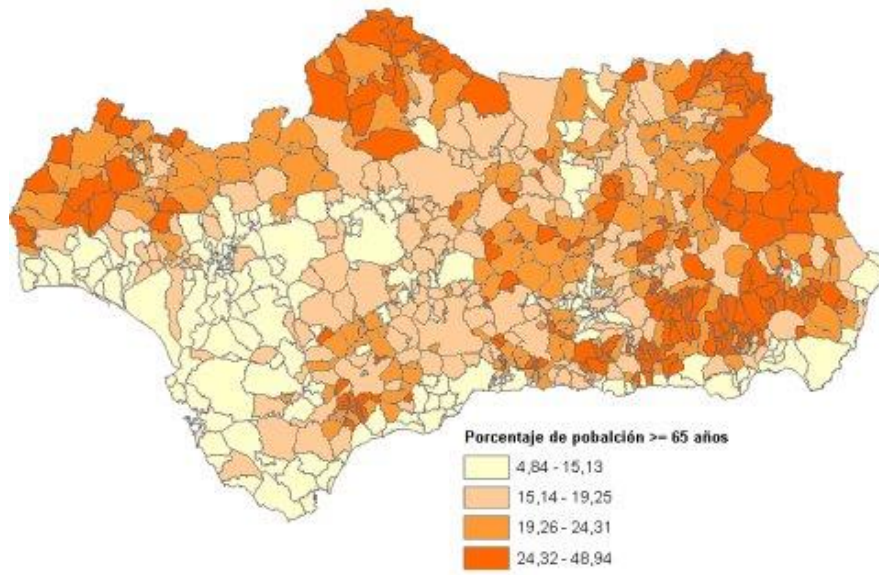 Porcentaje de pobalción >= 65 años
4,84 - 15,13
15,14 - 19,25
19,26 - 24,31
24,32 - 48,94